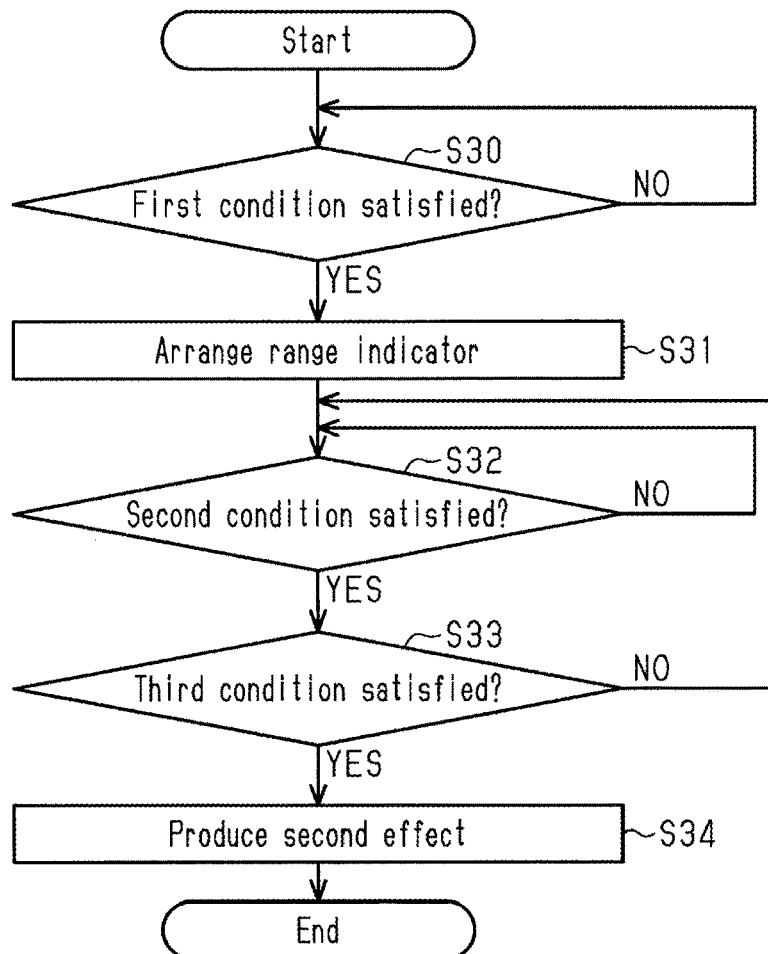 Start
S30
First condition satisfied?
NO
YES
Arrange range indicator
S31
S32
Second condition satisfied?
NO
YES
S33
Third condition satisfied?
NO
YES
Produce second effect
S34
End